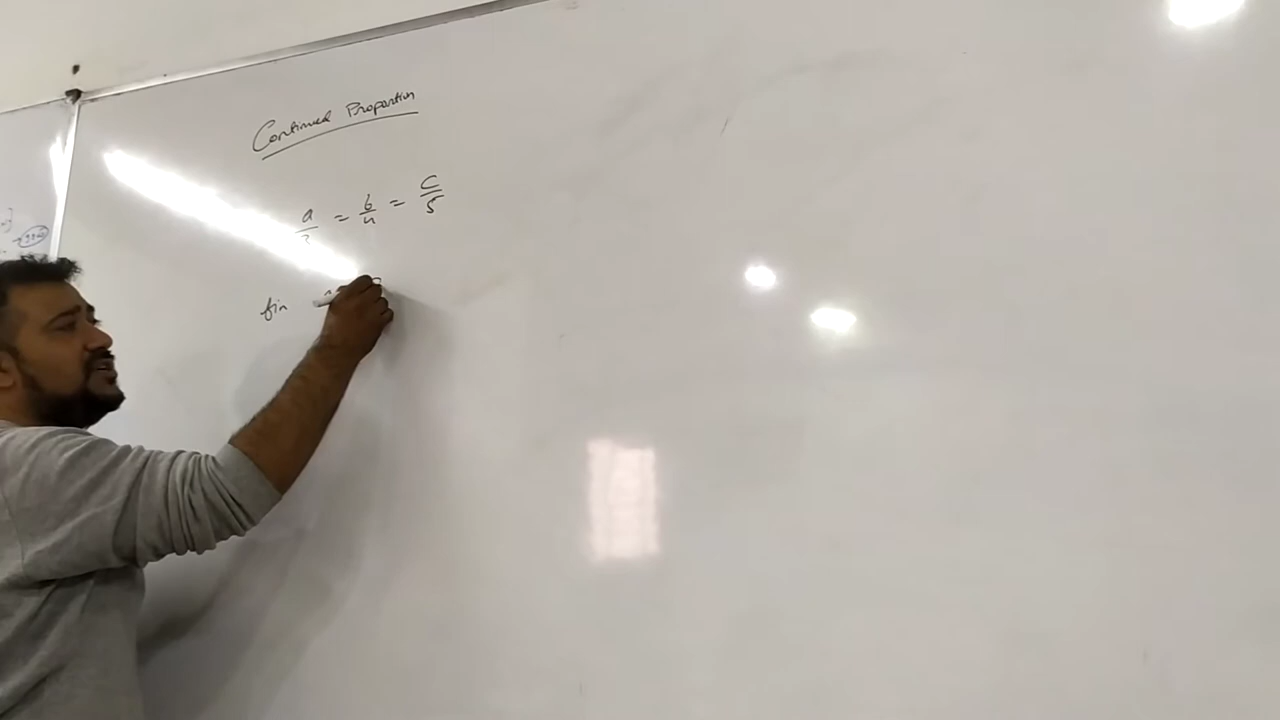 Continued Proportion
a/3 = b/4 = c/5
fin